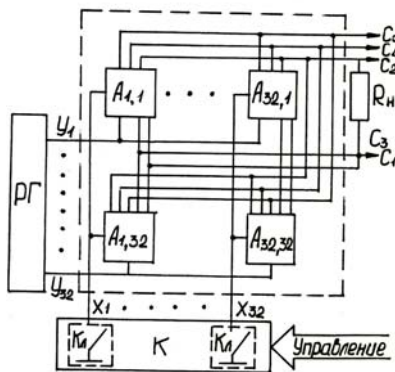 C4
C2
A1,1
A32,1
Rн
У1
C3
C1
РГ
A1,32
A32,32
У32
X1
X32
Кл
К
Кл
Управление